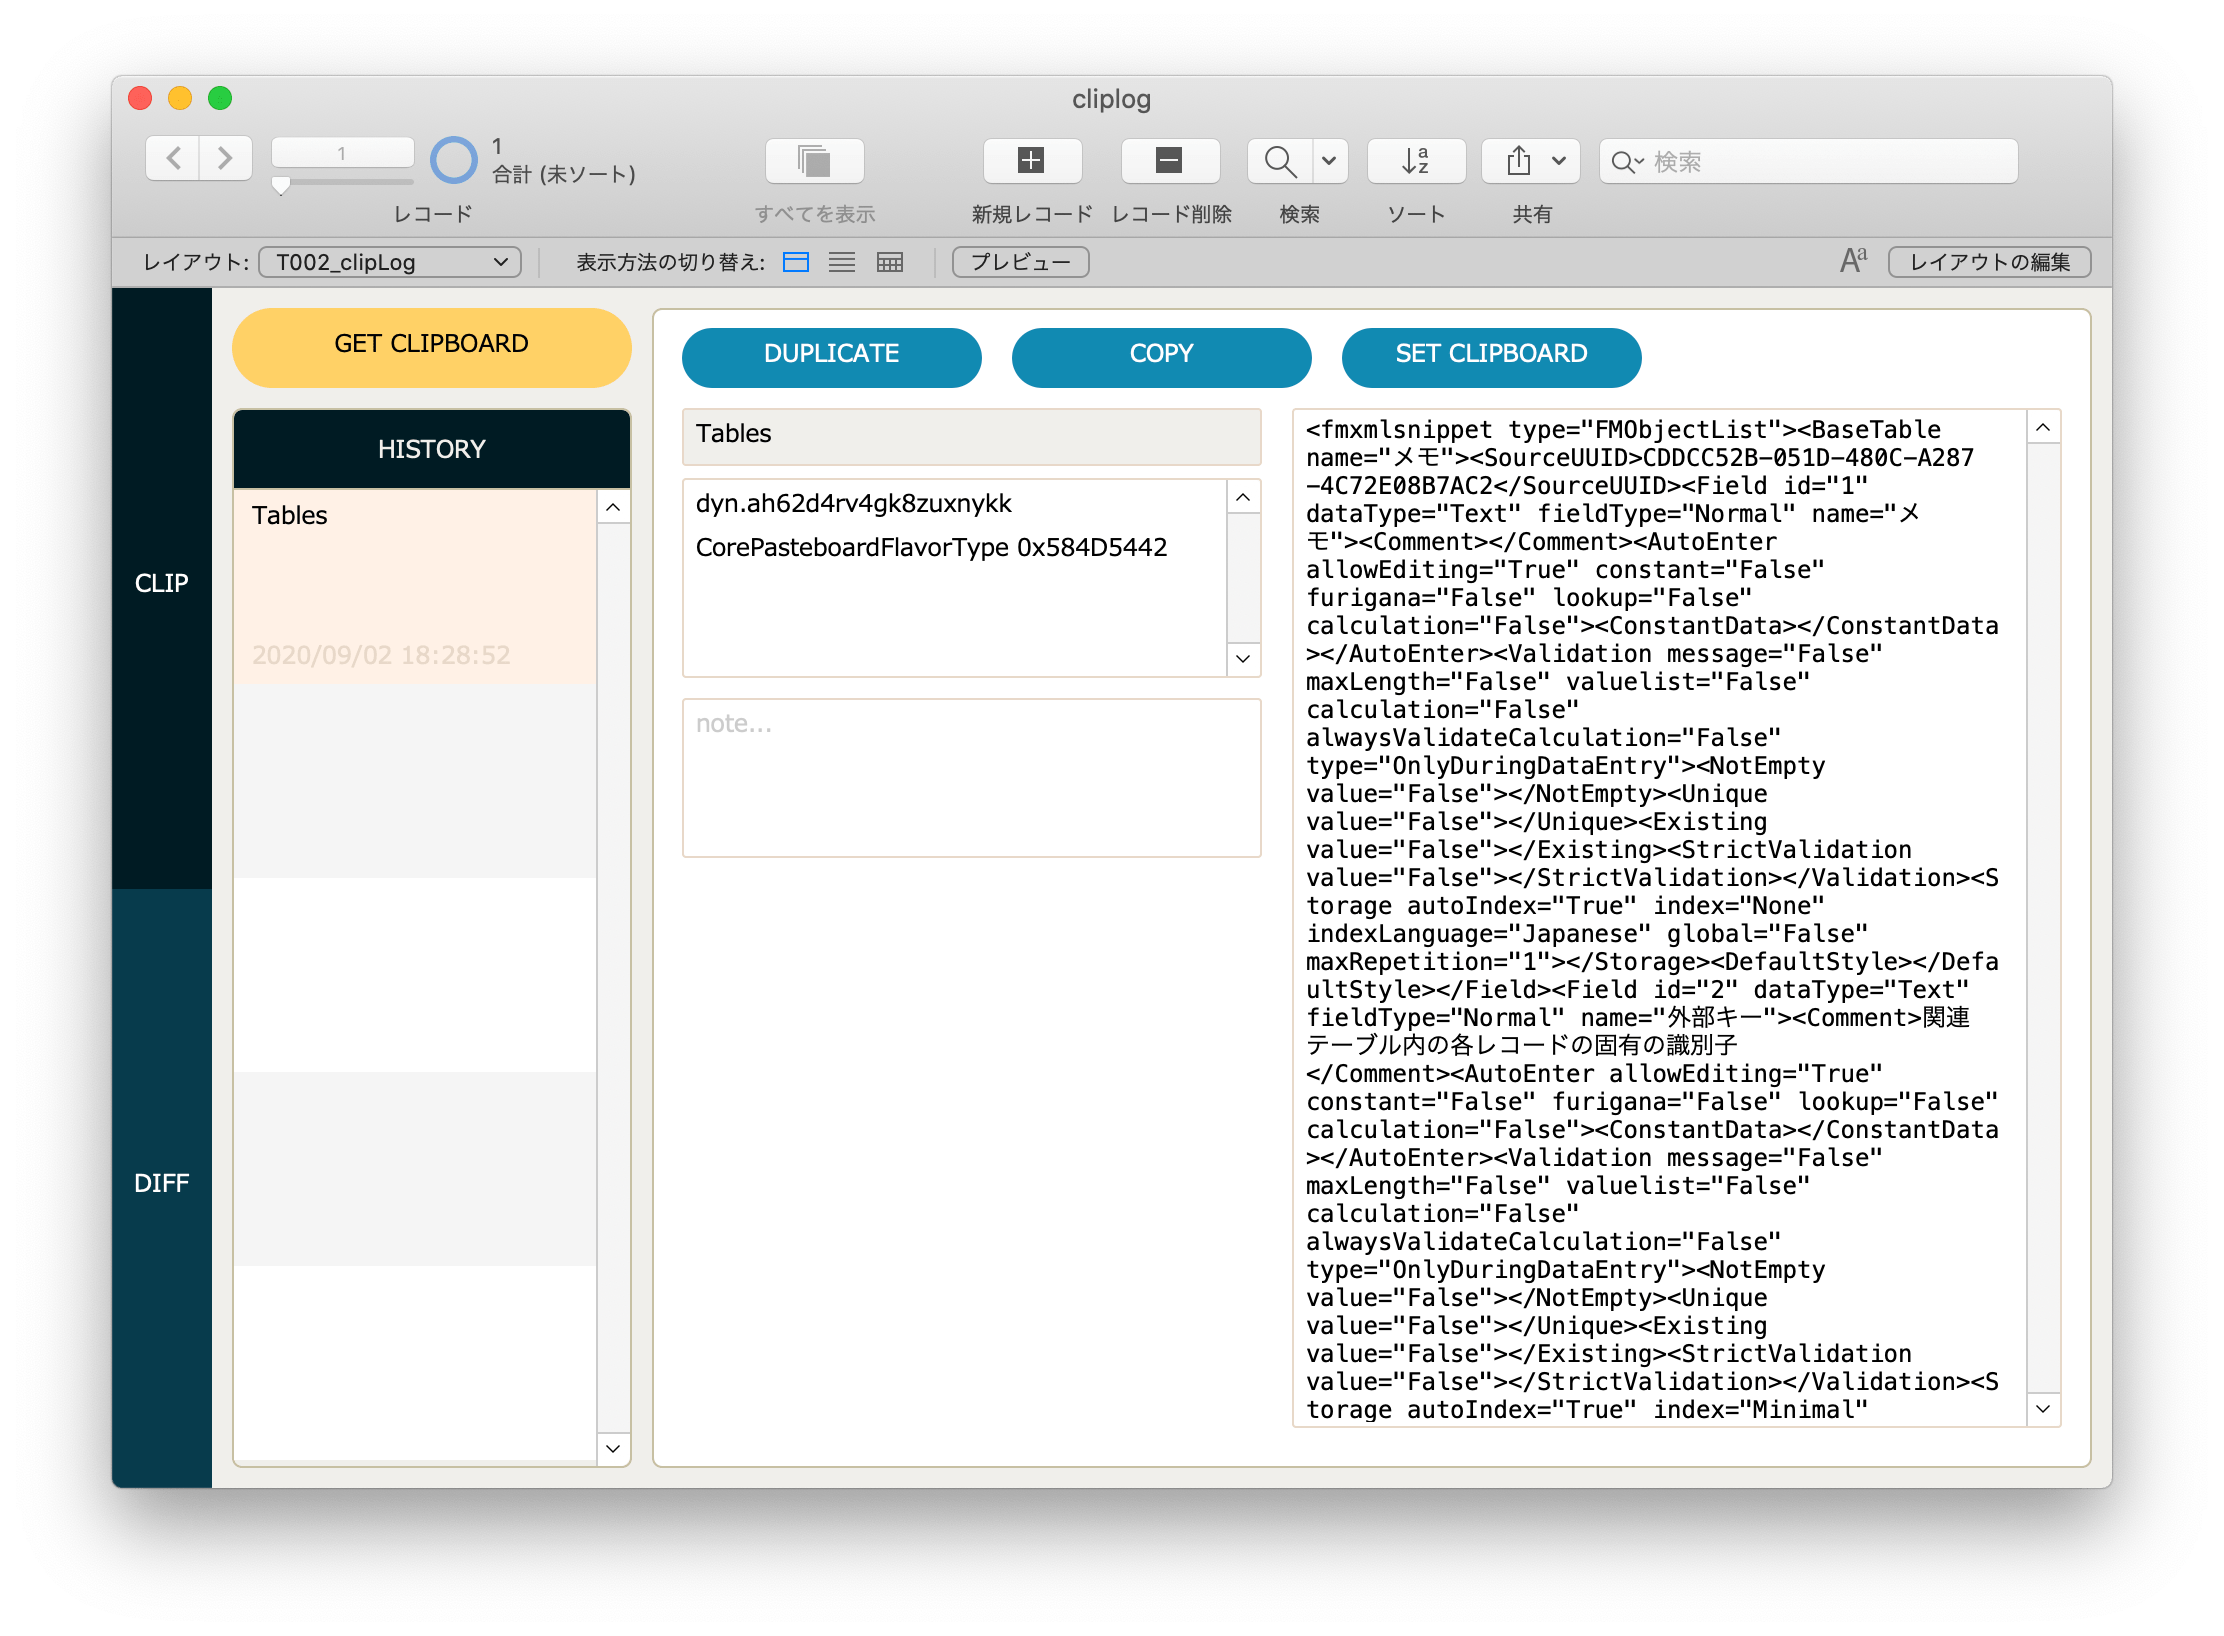 cliplog
1
1
合計 (未ソート)
レコード
すべてを表示
新規レコード
レコード削除
検索
ソート
共有
検索
レイアウト:
T002_clipLog
表示方法の切り替え:
プレビュー
Aa
レイアウトの編集
CLIP
DIFF
GET CLIPBOARD
HISTORY
Tables
2020/09/02 18:28:52
DUPLICATE
COPY
SET CLIPBOARD
Tables
dyn.ah62d4rv4gk8zuxnykk
CorePasteboardFlavorType 0x584D5442
note...
<fmxmlsnippet type="FMObjectList"><BaseTable
name="メモ"><SourceUUID>CDDCC52B-051D-480C-A287
-4C72E08B7AC2</SourceUUID><Field id="1"
dataType="Text" fieldType="Normal" name="メ
モ"><Comment></Comment><AutoEnter
allowEditing="True" constant="False"
furigana="False" lookup="False"
calculation="False"><ConstantData></ConstantData
></AutoEnter><Validation message="False"
maxLength="False" valuelist="False"
calculation="False"
alwaysValidateCalculation="False"
type="OnlyDuringDataEntry"><NotEmpty
value="False"></NotEmpty><Unique
value="False"></Unique><Existing
value="False"></Existing><StrictValidation
value="False"></StrictValidation></Validation><S
torage autoIndex="True" index="None"
indexLanguage="Japanese" global="False"
maxRepetition="1"></Storage><DefaultStyle></Defa
ultStyle></Field><Field id="2" dataType="Text"
fieldType="Normal" name="外部キー"><Comment>関連
テーブル内の各レコードの固有の識別子
</Comment><AutoEnter allowEditing="True"
constant="False" furigana="False" lookup="False"
calculation="False"><ConstantData></ConstantData
></AutoEnter><Validation message="False"
maxLength="False" valuelist="False"
calculation="False"
alwaysValidateCalculation="False"
type="OnlyDuringDataEntry"><NotEmpty
value="False"></NotEmpty><Unique
value="False"></Unique><Existing
value="False"></Existing><StrictValidation
value="False"></StrictValidation></Validation><S
torage autoIndex="True" index="Minimal"